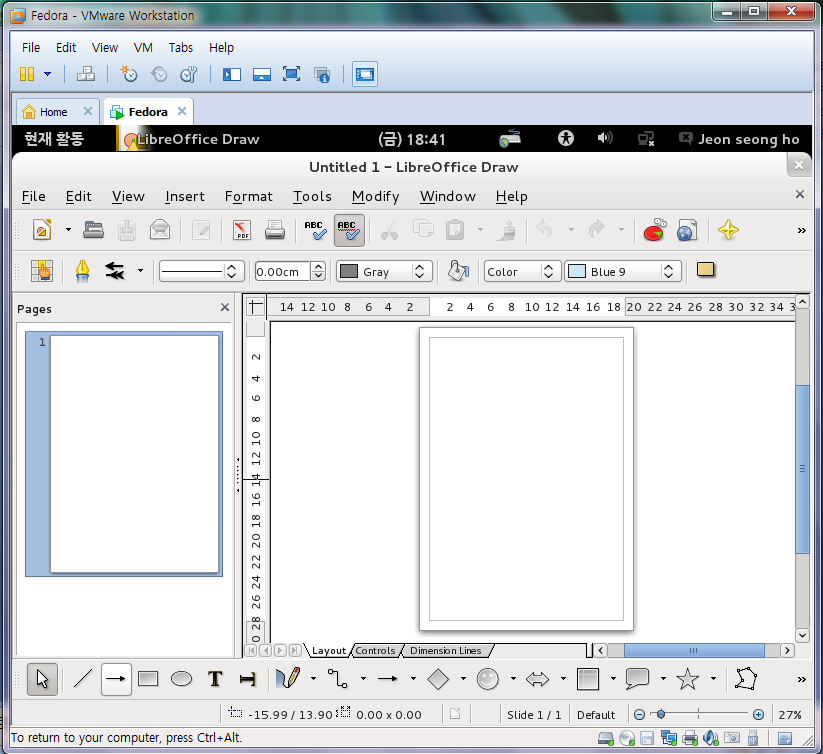 Fedora - VMware Workstation
File Edit View VM Tabs Help
Home Fedora
현재 활동 LibreOffice Draw (금) 18:41 Jeon seong ho
Untitled 1 – LibreOffice Draw
File Edit View Insert Format Tools Modify Window Help
PDF ABC ABC
0.00cm Gray Color Blue 9
Pages
14 12 10 8 6 4 2 2 4 6 8 10 12 14 16 18 20 22 24 26 28 30 32 34
1
2
4
6
8
10
12
14
16
18
20
22
24
26
28
Layout Controls Dimension Lines
T
-15.99 / 13.90 0.00 x 0.00 Slide 1 / 1 Default 27%
To return to your computer, press Ctrl+Alt.